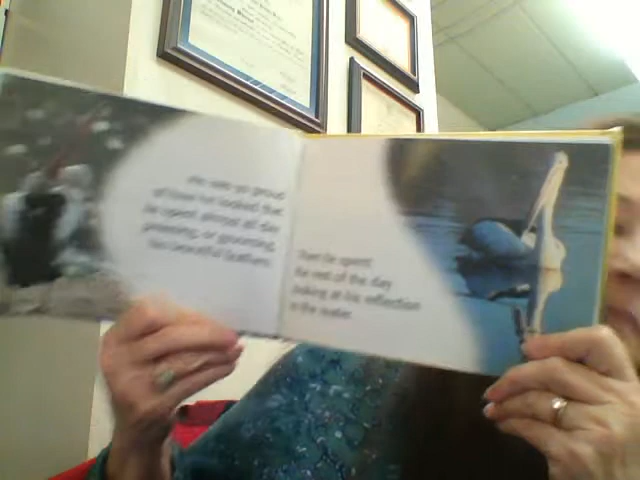 He was so proud
of how he looked that
he spent almost all day
preening, or grooming,
his beautiful feathers.
Then he spent
the rest of the day
looking at his reflection
in the water.